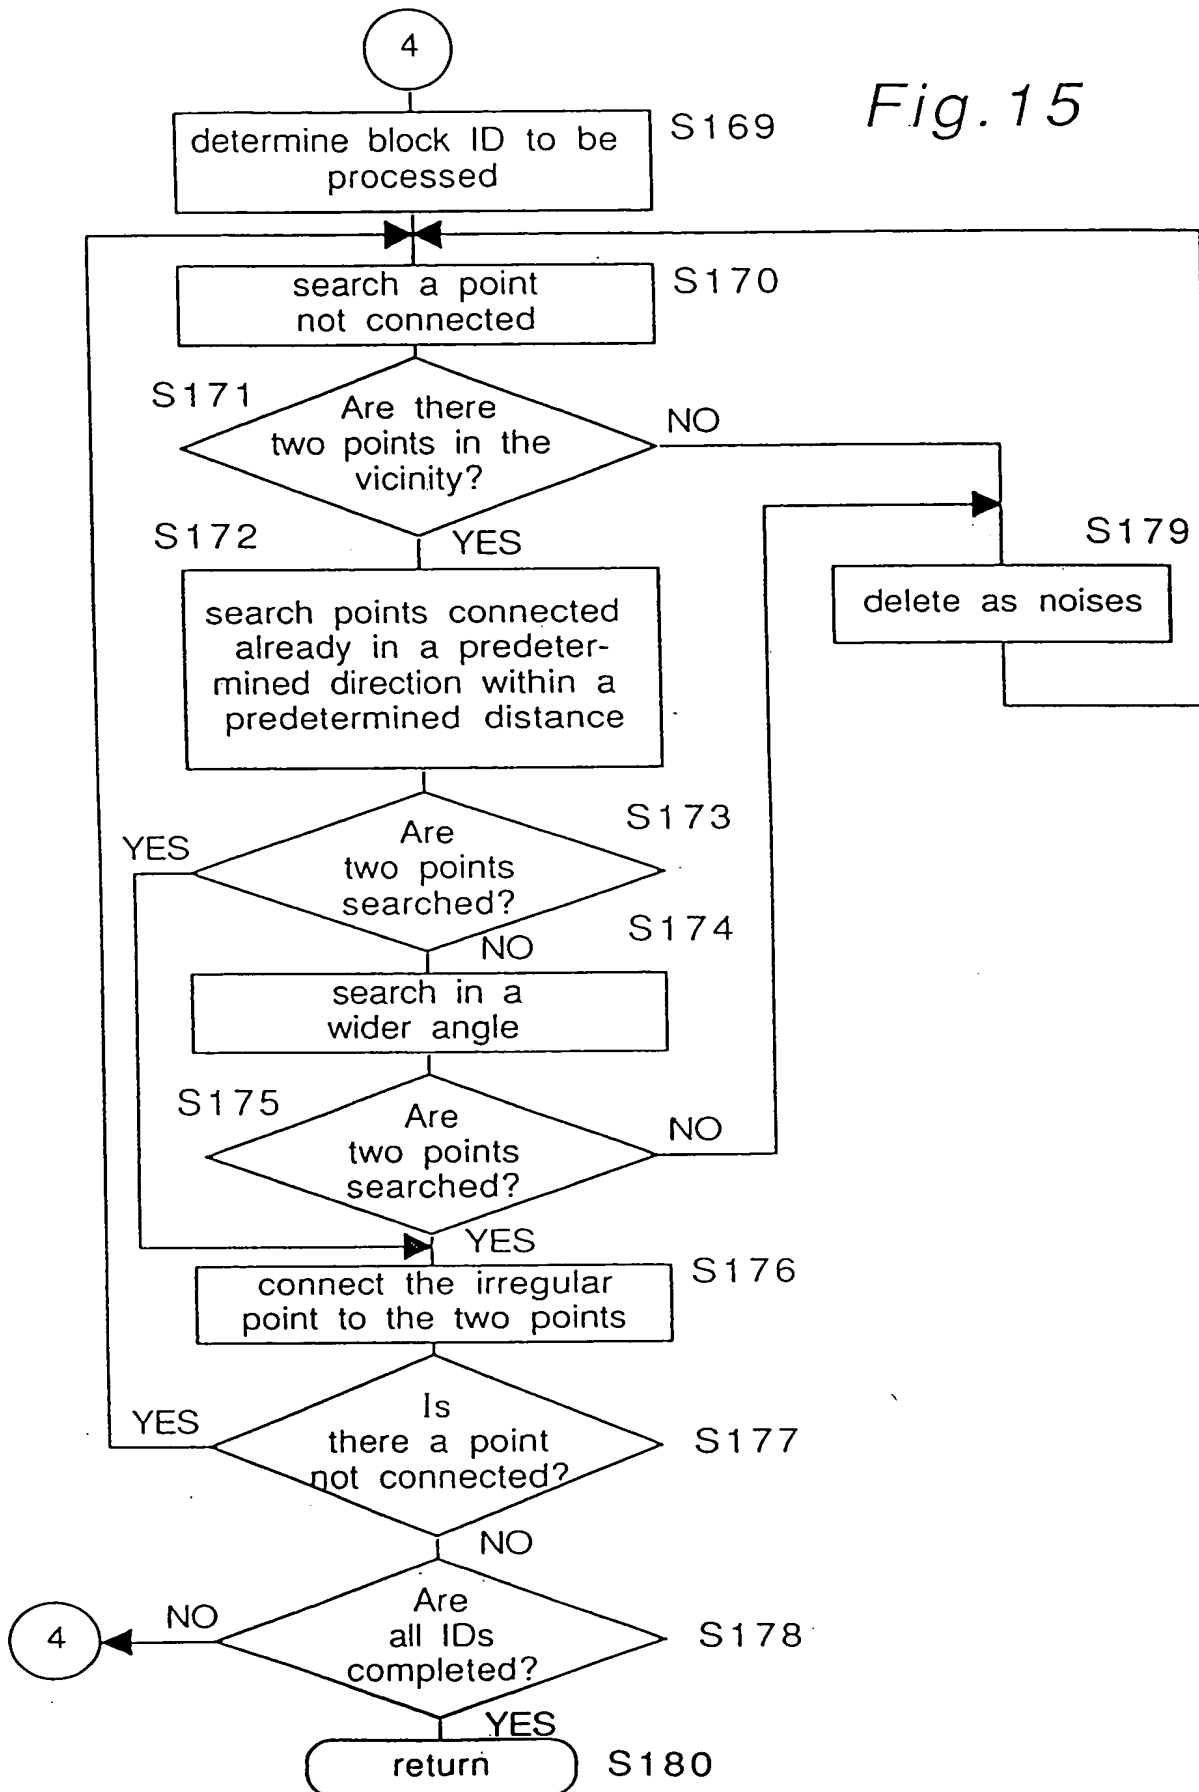 4
Fig.15
determine block ID to be
processed
S169
search a point
not connected
S170
S171
Are there
two points in the
vicinity?
NO
YES
S172
search points connected
already in a predeter-
mined direction within a
predetermined distance
S179
delete as noises
S173
Are
two points
searched?
YES
NO
S174
search in a
wider angle
S175
Are
two points
searched?
NO
YES
S176
connect the irregular
point to the two points
Is
there a point
not connected?
YES
S177
NO
Are
all IDs
completed?
NO
4
S178
YES
return
S180